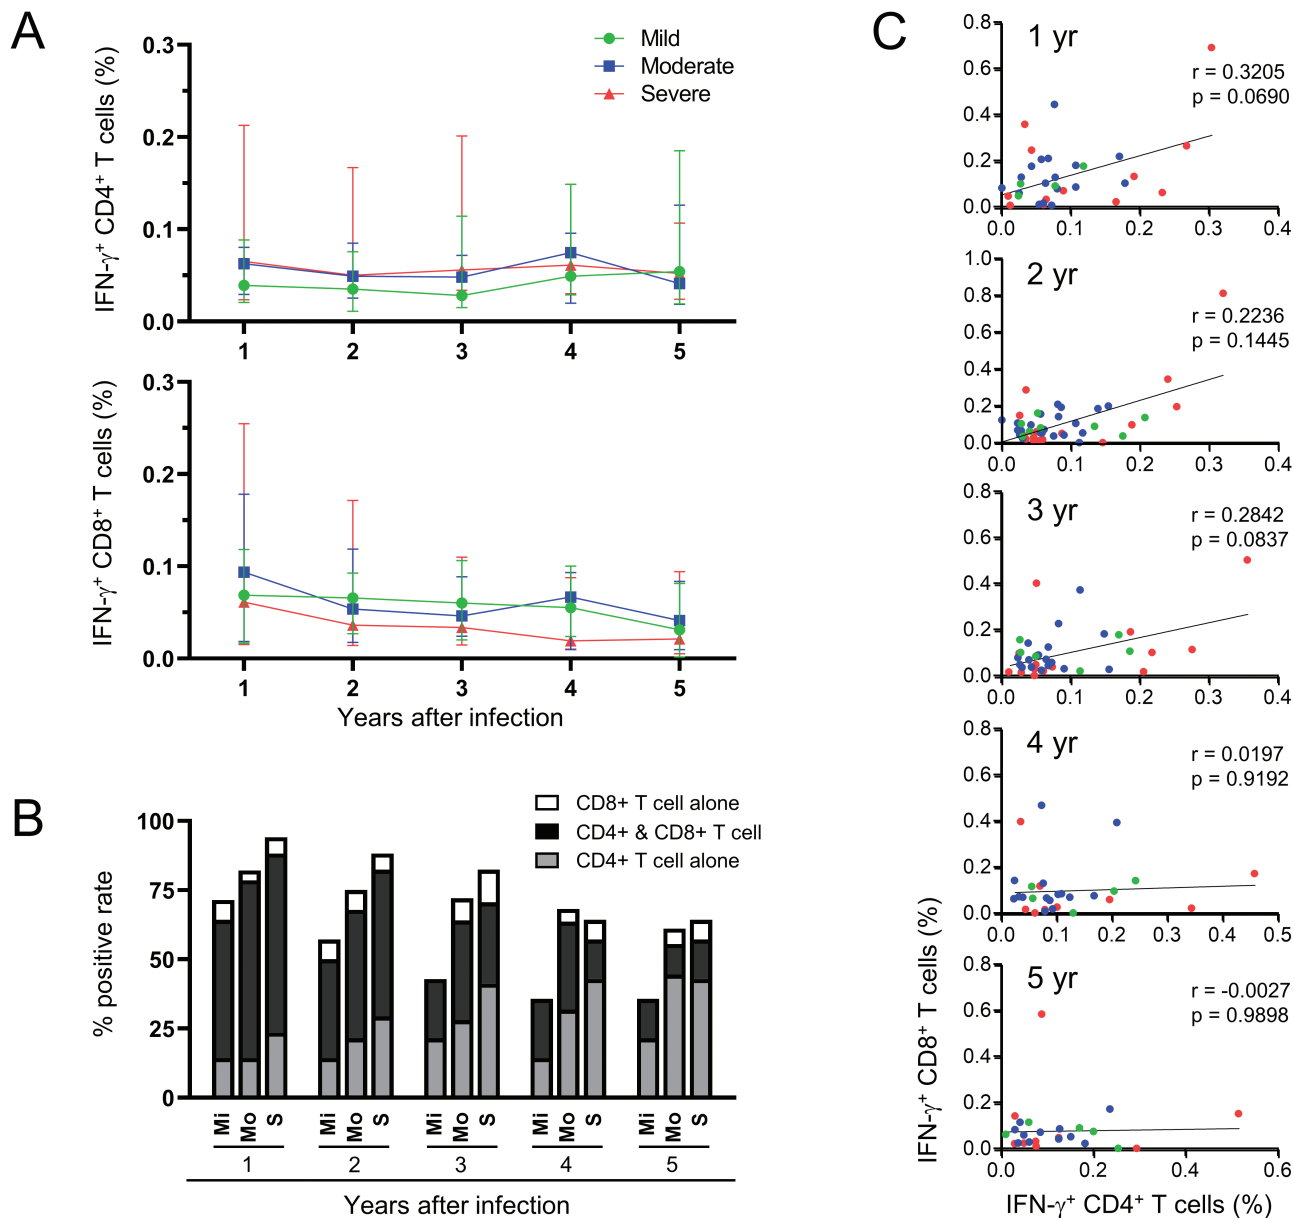 A
IFN-γ⁺ CD4⁺ T cells (%)
0.3
0.2
0.1
0.0
1 2 3 4 5
Mild
Moderate
Severe
IFN-γ⁺ CD8⁺ T cells (%)
0.3
0.2
0.1
0.0
1 2 3 4 5
Years after infection
B
% positive rate
100
75
50
25
0
CD8+ T cell alone
CD4+ & CD8+ T cell
CD4+ T cell alone
Mi Mo S Mi Mo S Mi Mo S Mi Mo S Mi Mo S
1 2 3 4 5
Years after infection
C
1 yr
r = 0.3205
p = 0.0690
0.8
0.6
0.4
0.2
0.0
0.0 0.1 0.2 0.3 0.4
2 yr
r = 0.2236
p = 0.1445
1.0
0.8
0.6
0.4
0.2
0.0
0.0 0.1 0.2 0.3 0.4
3 yr
r = 0.2842
p = 0.0837
0.8
0.6
0.4
0.2
0.0
0.0 0.1 0.2 0.3 0.4
4 yr
r = 0.0197
p = 0.9192
0.8
0.6
0.4
0.2
0.0
0.0 0.1 0.2 0.3 0.4 0.5
5 yr
r = -0.0027
p = 0.9898
0.8
0.6
0.4
0.2
0.0
0.0 0.2 0.4 0.6
IFN-γ⁺ CD8⁺ T cells (%)
IFN-γ⁺ CD4⁺ T cells (%)